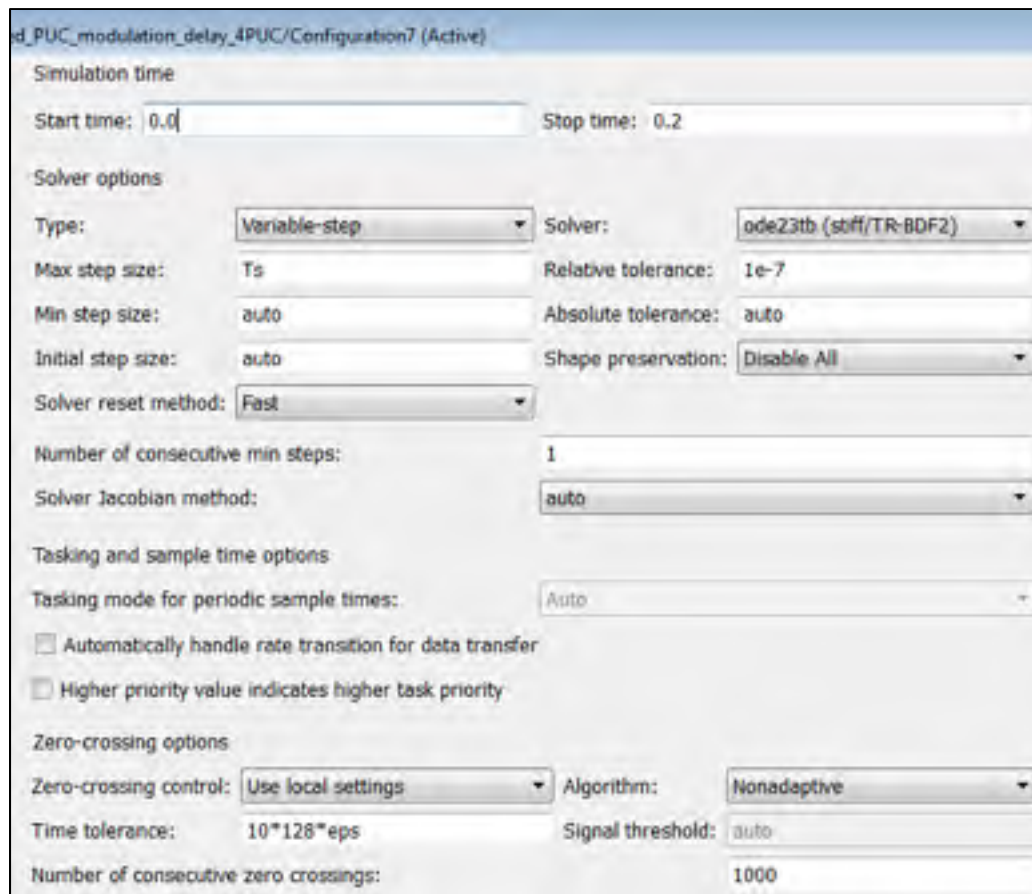 ed_PUC_modulation_delay_4PUC/Configuration7 (Active)
Simulation time
Start time: 0.0 Stop time: 0.2
Solver options
Type: Variable-step Solver: ode23tb (stiff/TR-BDF2)
Max step size: Ts Relative tolerance: 1e-7
Min step size: auto Absolute tolerance: auto
Initial step size: auto Shape preservation: Disable All
Solver reset method: Fast
Number of consecutive min steps: 1
Solver Jacobian method: auto
Tasking and sample time options
Tasking mode for periodic sample times: Auto
Automatically handle rate transition for data transfer
Higher priority value indicates higher task priority
Zero-crossing options
Zero-crossing control: Use local settings Algorithm: Nonadaptive
Time tolerance: 10*128*eps Signal threshold: auto
Number of consecutive zero crossings: 1000